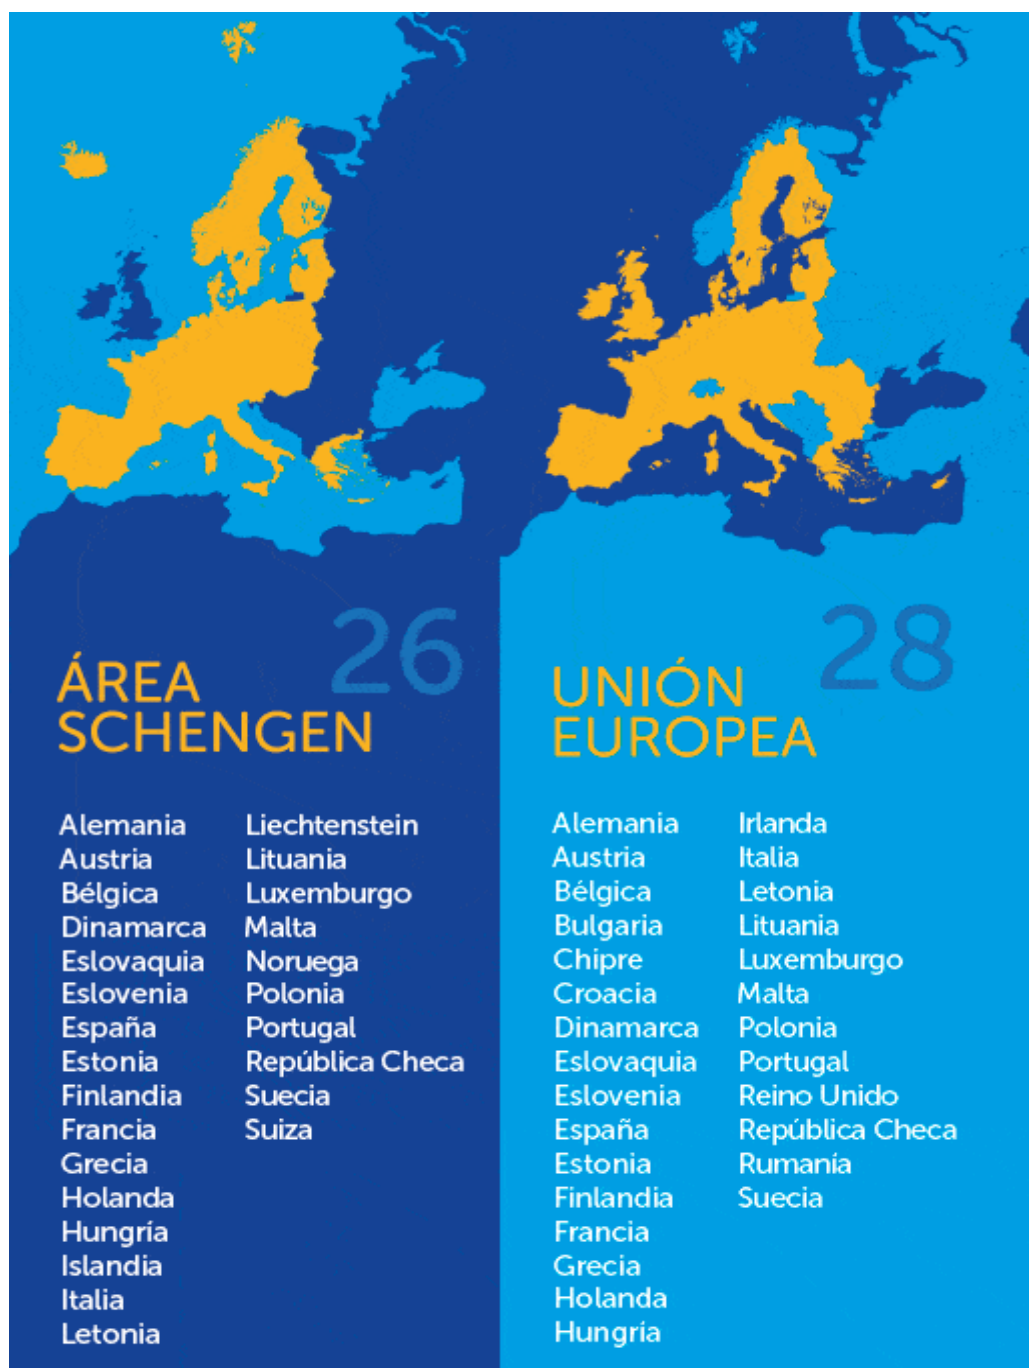 26
ÁREA
SCHENGEN
Alemania
Austria
Bélgica
Dinamarca
Eslovaquia
Eslovenia
España
Estonia
Finlandia
Francia
Grecia
Holanda
Hungría
Islandia
Italia
Letonia
Liechtenstein
Lituania
Luxemburgo
Malta
Noruega
Polonia
Portugal
República Checa
Suecia
Suiza
28
UNIÓN
EUROPEA
Alemania
Austria
Bélgica
Bulgaria
Chipre
Croacia
Dinamarca
Eslovaquia
Eslovenia
España
Estonia
Finlandia
Francia
Grecia
Holanda
Hungría
Irlanda
Italia
Letonia
Lituania
Luxemburgo
Malta
Polonia
Portugal
Reino Unido
República Checa
Rumanía
Suecia